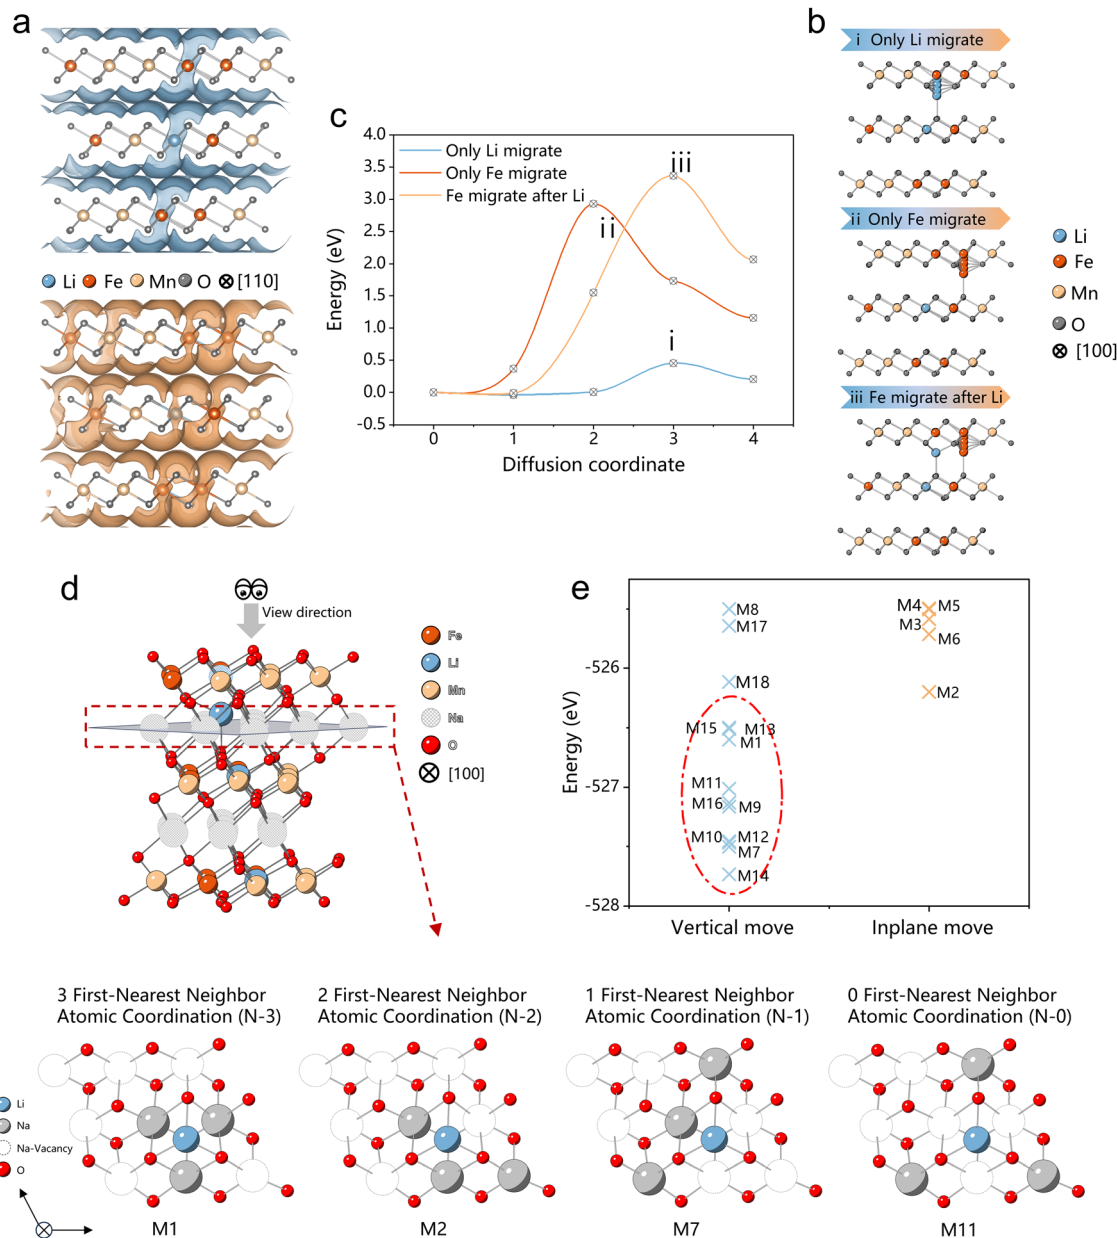 a
Li Fe Mn O [110]
b
i Only Li migrate
ii Only Fe migrate
iii Fe migrate after Li
Li
Fe
Mn
O
[100]
c
4.0
3.5
3.0
2.5
2.0
1.5
1.0
0.5
0.0
-0.5
Energy (eV)
Only Li migrate
Only Fe migrate
Fe migrate after Li
iii
ii
i
0 1 2 3 4
Diffusion coordinate
d
View direction
Fe
Li
Mn
Na
O
[100]
e
-526
-527
-528
Energy (eV)
M8
M17
M18
M15 M13
M1
M11
M16 M9
M10 M12
M7
M14
M4 M5
M3
M6
M2
Vertical move Inplane move
3 First-Nearest Neighbor
Atomic Coordination (N-3)
2 First-Nearest Neighbor
Atomic Coordination (N-2)
1 First-Nearest Neighbor
Atomic Coordination (N-1)
0 First-Nearest Neighbor
Atomic Coordination (N-0)
Li
Na
Na-Vacancy
O
M1 M2 M7 M11